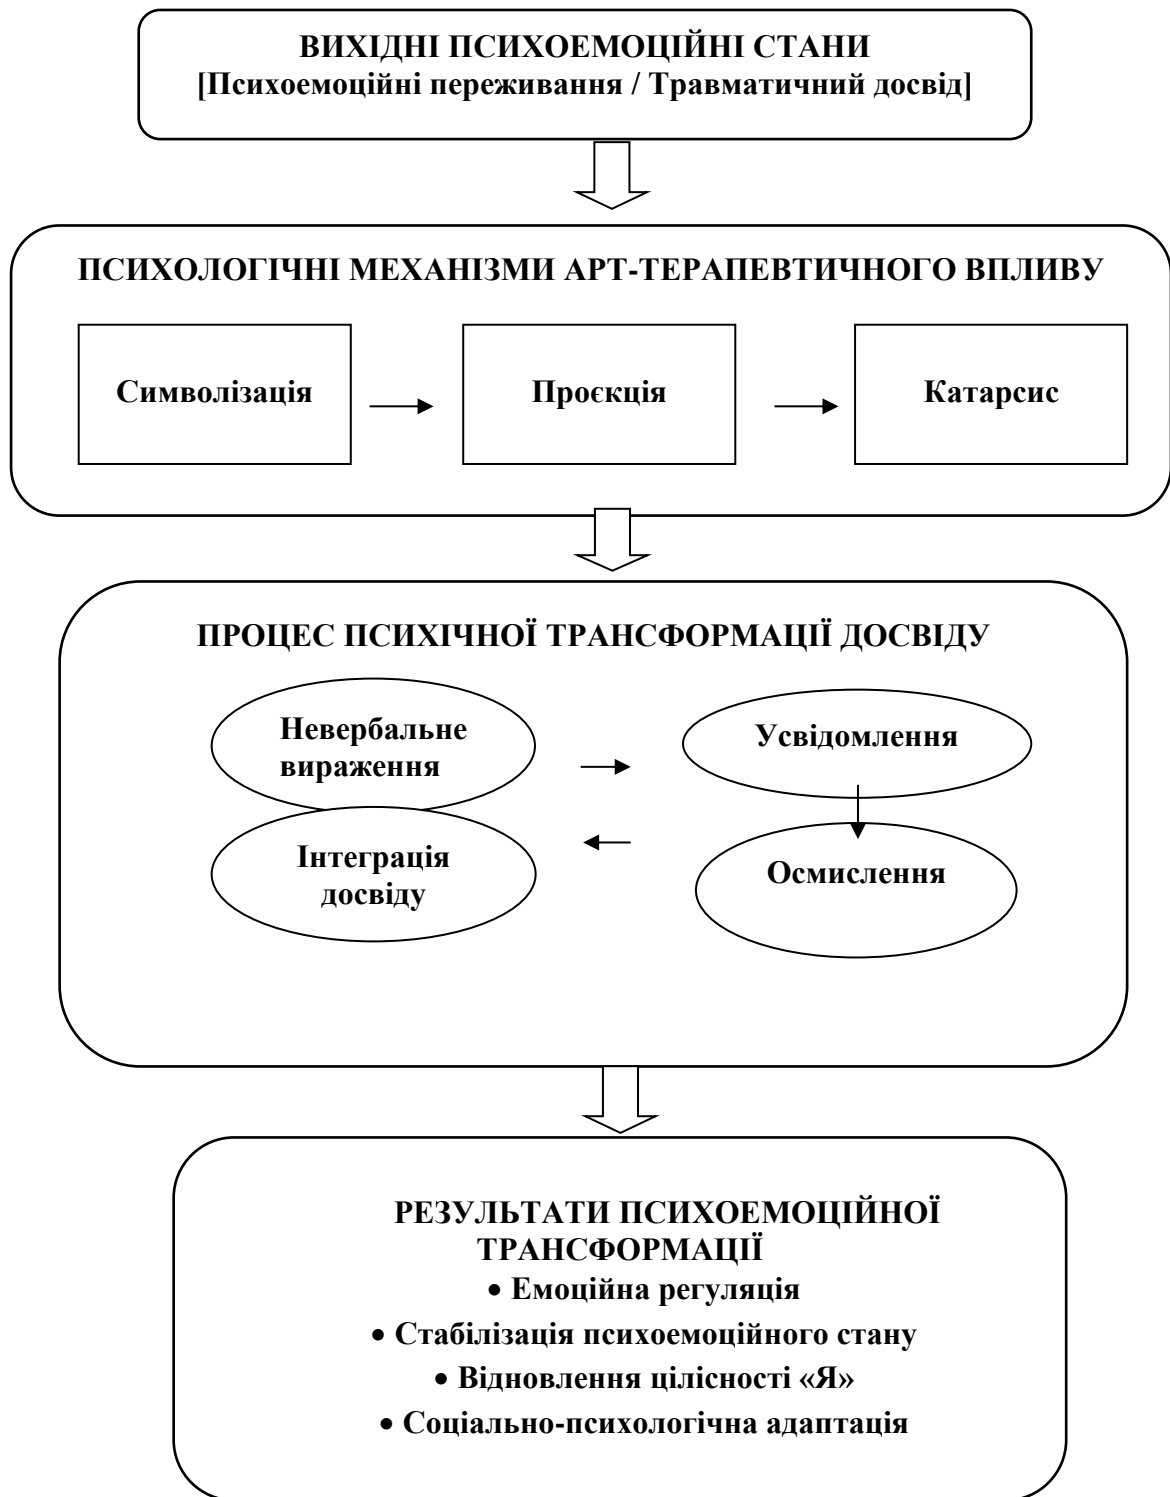 ВИХІДНІ ПСИХОЕМОЦІЙНІ СТАНИ
[Психоемоційні переживання / Травматичний досвід]
ПСИХОЛОГІЧНІ МЕХАНІЗМИ АРТ-ТЕРАПЕВТИЧНОГО ВПЛИВУ
Символізація
Проєкція
Катарсис
ПРОЦЕС ПСИХІЧНОЇ ТРАНСФОРМАЦІЇ ДОСВІДУ
Невербальне
вираження
Усвідомлення
Осмислення
Інтеграція
досвіду
РЕЗУЛЬТАТИ ПСИХОЕМОЦІЙНОЇ
ТРАНСФОРМАЦІЇ
• Емоційна регуляція
• Стабілізація психоемоційного стану
• Відновлення цілісності «Я»
• Соціально-психологічна адаптація